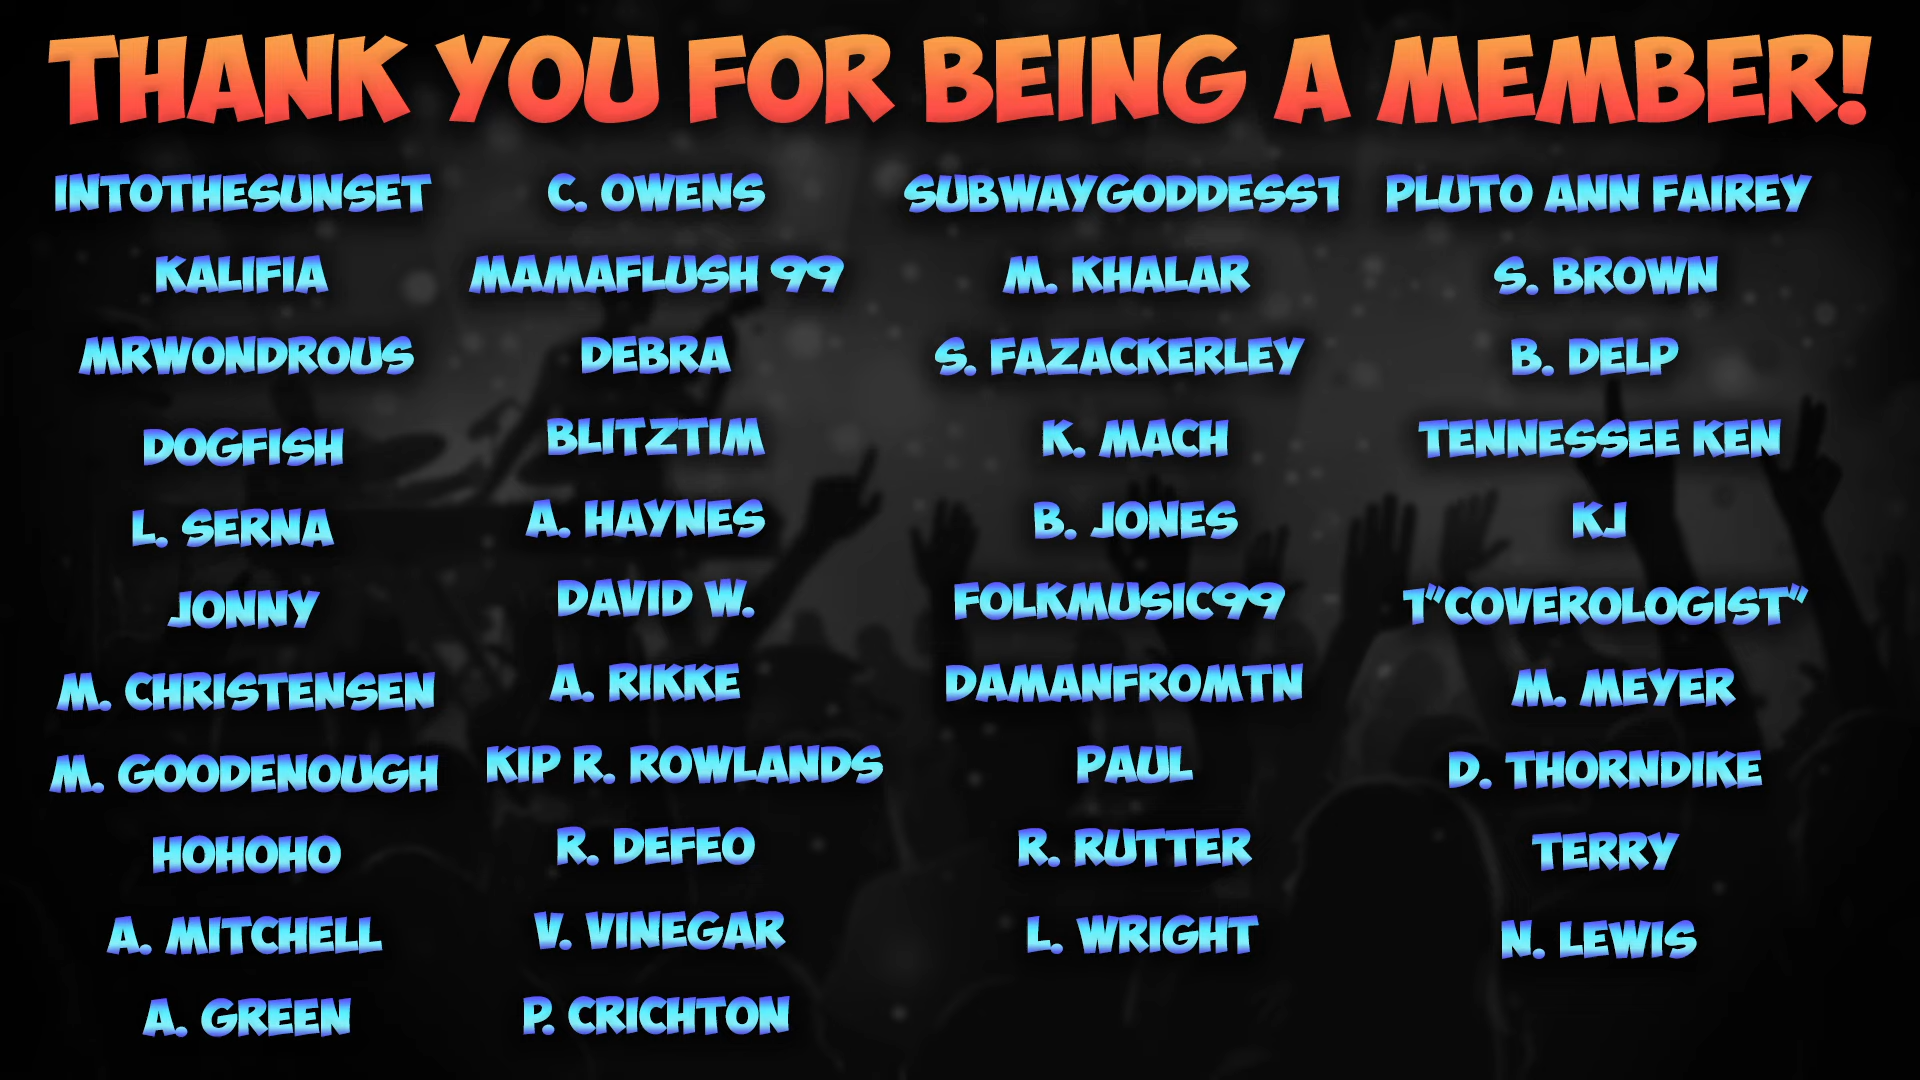 THANK YOU FOR BEING A MEMBER!
INTOTHESUNSET
KALIFIA
MRWONDROUS
DOGFISH
L. SERNA
JONNY
M. CHRISTENSEN
M. GOODENOUGH
HOHOHO
A. MITCHELL
A. GREEN
C. OWENS
MAMAFLUSH 99
DEBRA
BLITZTIM
A. HAYNES
DAVID W.
A. RIKKE
KIP R. ROWLANDS
R. DEFEO
V. VINEGAR
P. CRICHTON
SUBWAYGODDESS1
M. KHALAR
S. FAZACKERLEY
K. MACH
B. JONES
FOLKMUSIC99
DAMANFROMTN
PAUL
R. RUTTER
L. WRIGHT
PLUTO ANN FAIREY
S. BROWN
B. DELP
TENNESSEE KEN
KJ
1"COVEROLOGIST"
M. MEYER
D. THORNDIKE
TERRY
N. LEWIS